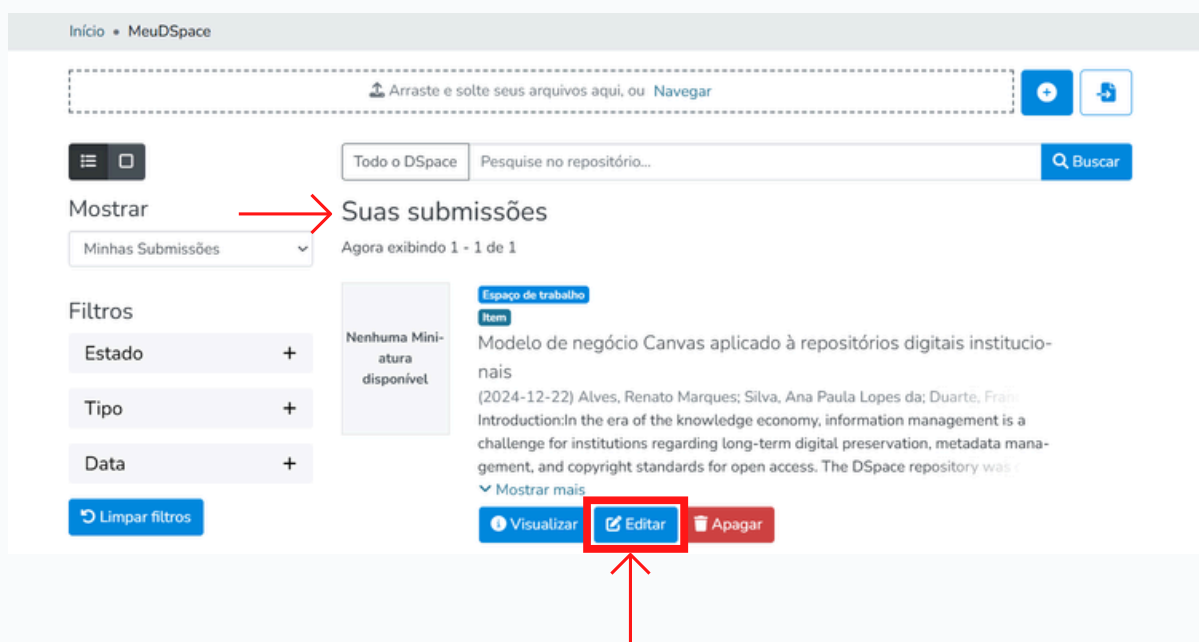 Início • MeuDSpace
Arraste e solte seus arquivos aqui, ou Navegar
Todo o DSpace
Pesquise no repositório...
Buscar
Mostrar
Minhas Submissões
Filtros
Estado +
Tipo +
Data +
Limpar filtros
Suas submissões
Agora exibindo 1 - 1 de 1
Nenhuma Mini-
atura
disponível
Espaço de trabalho
Item
Modelo de negócio Canvas aplicado à repositórios digitais institucio-
nais
(2024-12-22) Alves, Renato Marques; Silva, Ana Paula Lopes da; Duarte,
Introduction:In the era of the knowledge economy, information management is a
challenge for institutions regarding long-term digital preservation, metadata mana-
gement, and copyright standards for open access. The DSpace repository was
Mostrar mais
Visualizar
Editar
Apagar